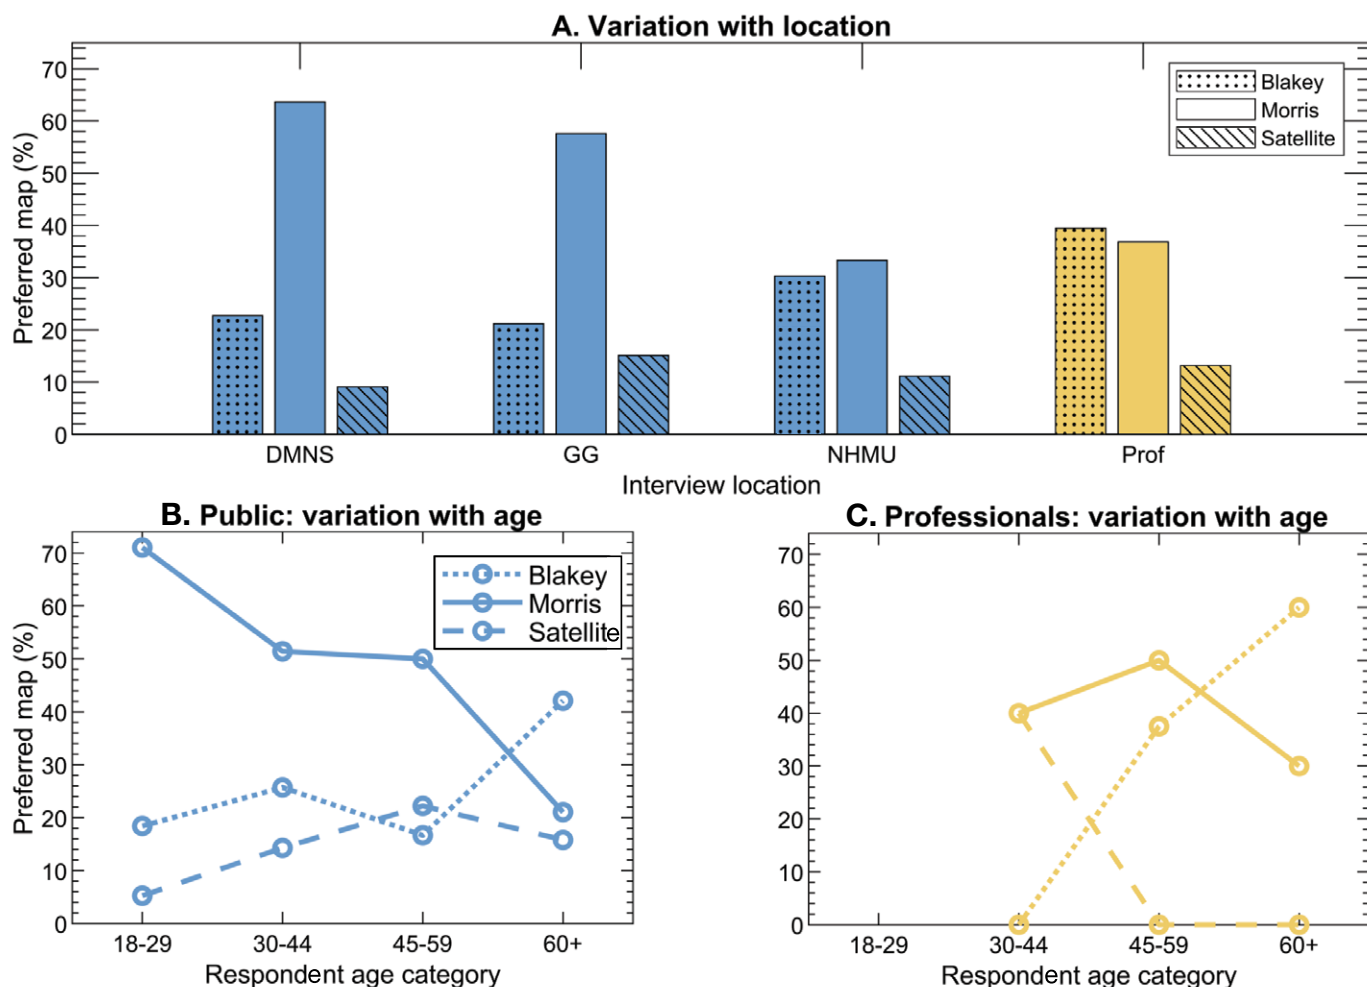 A. Variation with location
Preferred map (%)
70
60
50
40
30
20
10
0
Blakey
Morris
Satellite
DMNS GG NHMU Prof
Interview location
B. Public: variation with age
Preferred map (%)
70
60
50
40
30
20
10
0
Blakey
Morris
Satellite
18-29 30-44 45-59 60+
Respondent age category
C. Professionals: variation with age
70
60
50
40
30
20
10
0
18-29 30-44 45-59 60+
Respondent age category